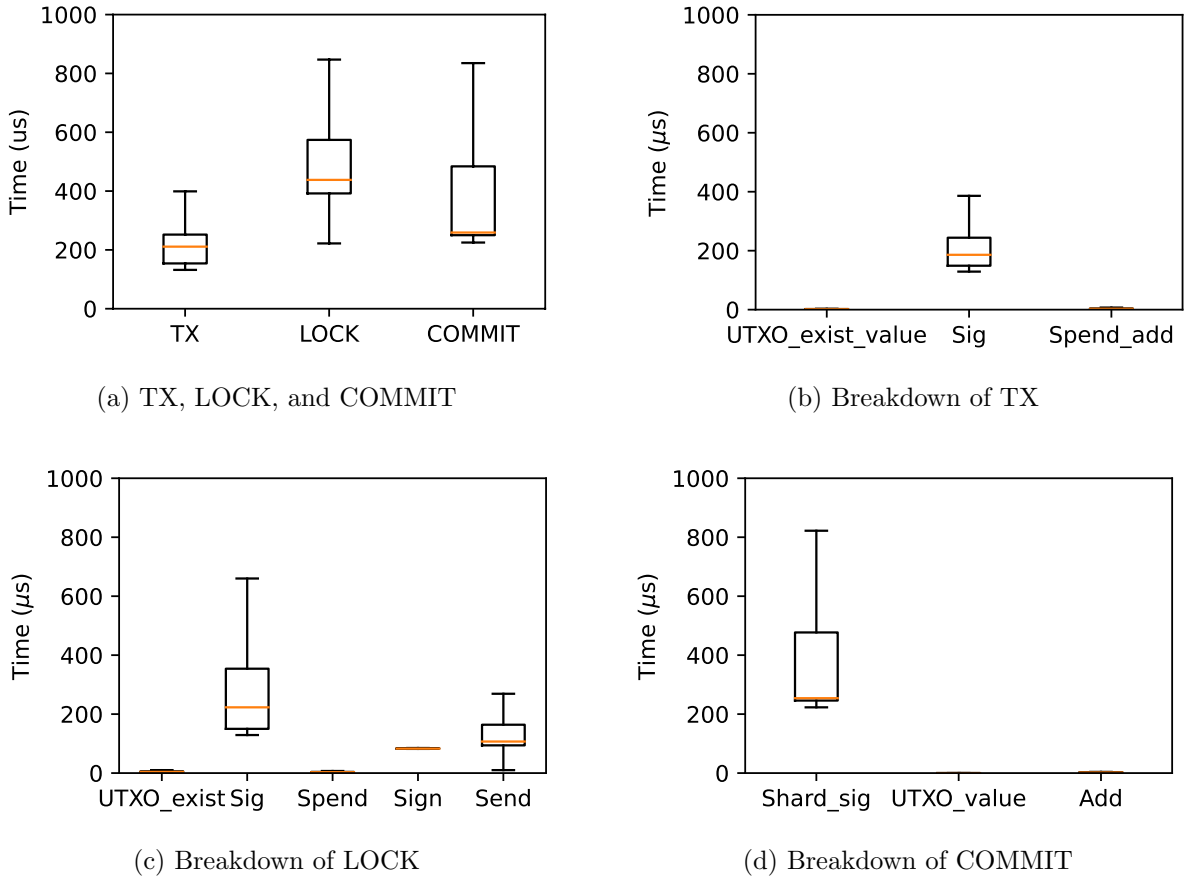 1000
800
600
400
200
0
Time (us)
TX LOCK COMMIT
(a) TX, LOCK, and COMMIT
1000
800
600
400
200
0
Time (μs)
UTXO_exist_value Sig Spend_add
(b) Breakdown of TX
1000
800
600
400
200
0
Time (μs)
UTXO_exist Sig Spend Sign Send
(c) Breakdown of LOCK
1000
800
600
400
200
0
Time (μs)
Shard_sig UTXO_value Add
(d) Breakdown of COMMIT